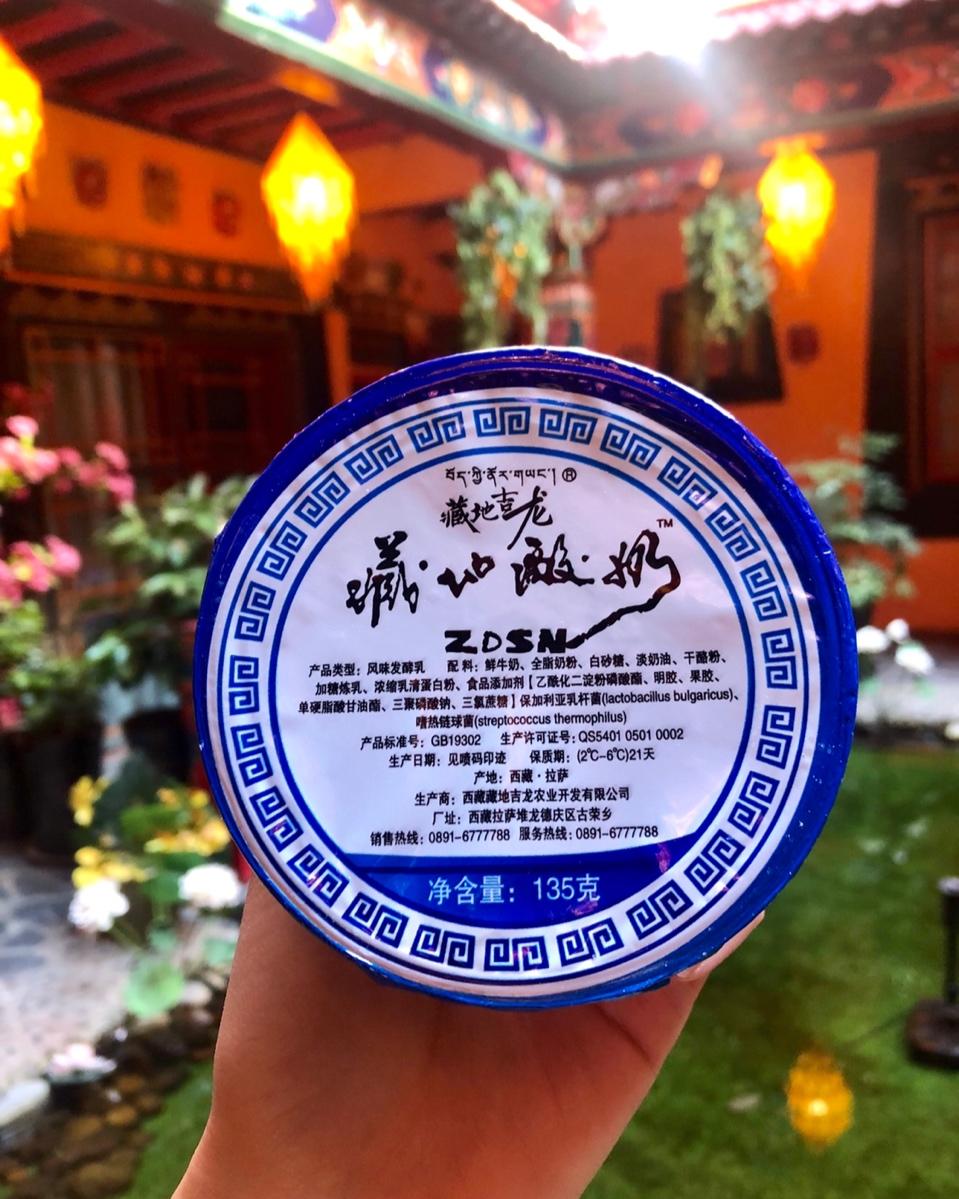 བོད་ཀྱི་ནོར་གཡང་། ®
藏地吉龙
藏地酸奶™
ZDSN
产品类型：风味发酵乳 配料：鲜牛奶、全脂奶粉、白砂糖、淡奶油、干酪粉、
加糖炼乳、浓缩乳清蛋白粉、食品添加剂【乙酰化二淀粉磷酸酯、明胶、果胶、
单硬脂酸甘油酯、三聚磷酸钠、三氯蔗糖】保加利亚乳杆菌(lactobacillus bulgaricus)、
嗜热链球菌(streptococcus thermophilus)
产品标准号：GB19302 生产许可证号：QS5401 0501 0002
生产日期：见喷码印迹 保质期：(2℃-6℃)21天
产地：西藏·拉萨
生产商：西藏藏地吉龙农业开发有限公司
厂址：西藏拉萨堆龙德庆区古荣乡
销售热线：0891-6777788 服务热线：0891-6777788
净含量：135克